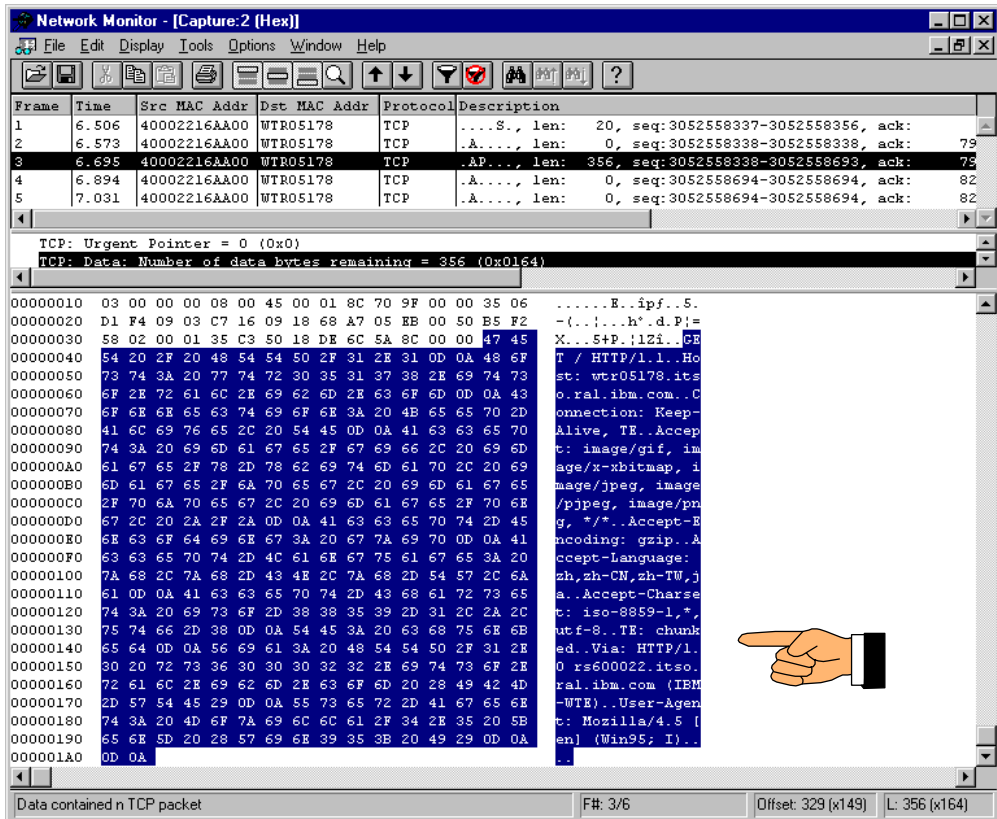 Network Monitor - [Capture:2 (Hex)]
File Edit Display Tools Options Window Help
Frame Time Src MAC Addr Dst MAC Addr Protocol Description
1 6.506 40002216AA00 WTR05178 TCP ....S., len: 20, seq:3052558337-3052558356, ack:
2 6.573 40002216AA00 WTR05178 TCP .A...., len: 0, seq:3052558338-3052558338, ack: 79
3 6.695 40002216AA00 WTR05178 TCP .AP..., len: 356, seq:3052558338-3052558693, ack: 79
4 6.894 40002216AA00 WTR05178 TCP .A...., len: 0, seq:3052558694-3052558694, ack: 82
5 7.031 40002216AA00 WTR05178 TCP .A...., len: 0, seq:3052558694-3052558694, ack: 82
TCP: Urgent Pointer = 0 (0x0)
TCP: Data: Number of data bytes remaining = 356 (0x0164)
00000010 03 00 00 00 08 00 45 00 01 8C 70 9F 00 00 35 06 ......E..îpƒ..5.
00000020 D1 F4 09 03 C7 16 09 18 68 A7 05 EB 00 50 B5 F2 -(..¦...h°.d.P¦=
00000030 58 02 00 01 35 C3 50 18 DE 6C 5A 8C 00 00 47 45 X...5+P.¦lZî..GE
00000040 54 20 2F 20 48 54 54 50 2F 31 2E 31 0D 0A 48 6F T / HTTP/1.1..Ho
00000050 73 74 3A 20 77 74 72 30 35 31 37 38 2E 69 74 73 st: wtr05178.its
00000060 6F 2E 72 61 6C 2E 69 62 6D 2E 63 6F 6D 0D 0A 43 o.ral.ibm.com..C
00000070 6F 6E 6E 65 63 74 69 6F 6E 3A 20 4B 65 65 70 2D onnection: Keep-
00000080 41 6C 69 76 65 2C 20 54 45 0D 0A 41 63 63 65 70 Alive, TE..Accep
00000090 74 3A 20 69 6D 61 67 65 2F 67 69 66 2C 20 69 6D t: image/gif, im
000000A0 61 67 65 2F 78 2D 78 62 69 74 6D 61 70 2C 20 69 age/x-xbitmap, i
000000B0 6D 61 67 65 2F 6A 70 65 67 2C 20 69 6D 61 67 65 mage/jpeg, image
000000C0 2F 70 6A 70 65 67 2C 20 69 6D 61 67 65 2F 70 6E /pjpeg, image/pn
000000D0 67 2C 20 2A 2F 2A 0D 0A 41 63 63 65 70 74 2D 45 g, */*..Accept-E
000000E0 6E 63 6F 64 69 6E 67 3A 20 67 7A 69 70 0D 0A 41 ncoding: gzip..A
000000F0 63 63 65 70 74 2D 4C 61 6E 67 75 61 67 65 3A 20 ccept-Language:
00000100 7A 68 2C 7A 68 2D 43 4E 2C 7A 68 2D 54 57 2C 6A zh,zh-CN,zh-TW,j
00000110 61 0D 0A 41 63 63 65 70 74 2D 43 68 61 72 73 65 a..Accept-Charse
00000120 74 3A 20 69 73 6F 2D 38 38 35 39 2D 31 2C 2A 2C t: iso-8859-1,*,
00000130 75 74 66 2D 38 0D 0A 54 45 3A 20 63 68 75 6E 6B utf-8..TE: chunk
00000140 65 64 0D 0A 56 69 61 3A 20 48 54 54 50 2F 31 2E ed..Via: HTTP/1.
00000150 30 20 72 73 36 30 30 30 32 32 2E 69 74 73 6F 2E 0 rs600022.itso.
00000160 72 61 6C 2E 69 62 6D 2E 63 6F 6D 20 28 49 42 4D ral.ibm.com (IBM
00000170 2D 57 54 45 29 0D 0A 55 73 65 72 2D 41 67 65 6E -WTE)..User-Agen
00000180 74 3A 20 4D 6F 7A 69 6C 6C 61 2F 34 2E 35 20 5B t: Mozilla/4.5 [
00000190 65 6E 5D 20 28 57 69 6E 39 35 3B 20 49 29 0D 0A en] (Win95; I)..
000001A0 0D 0A ..
Data contained n TCP packet F#: 3/6 Offset: 329 (x149) L: 356 (x164)